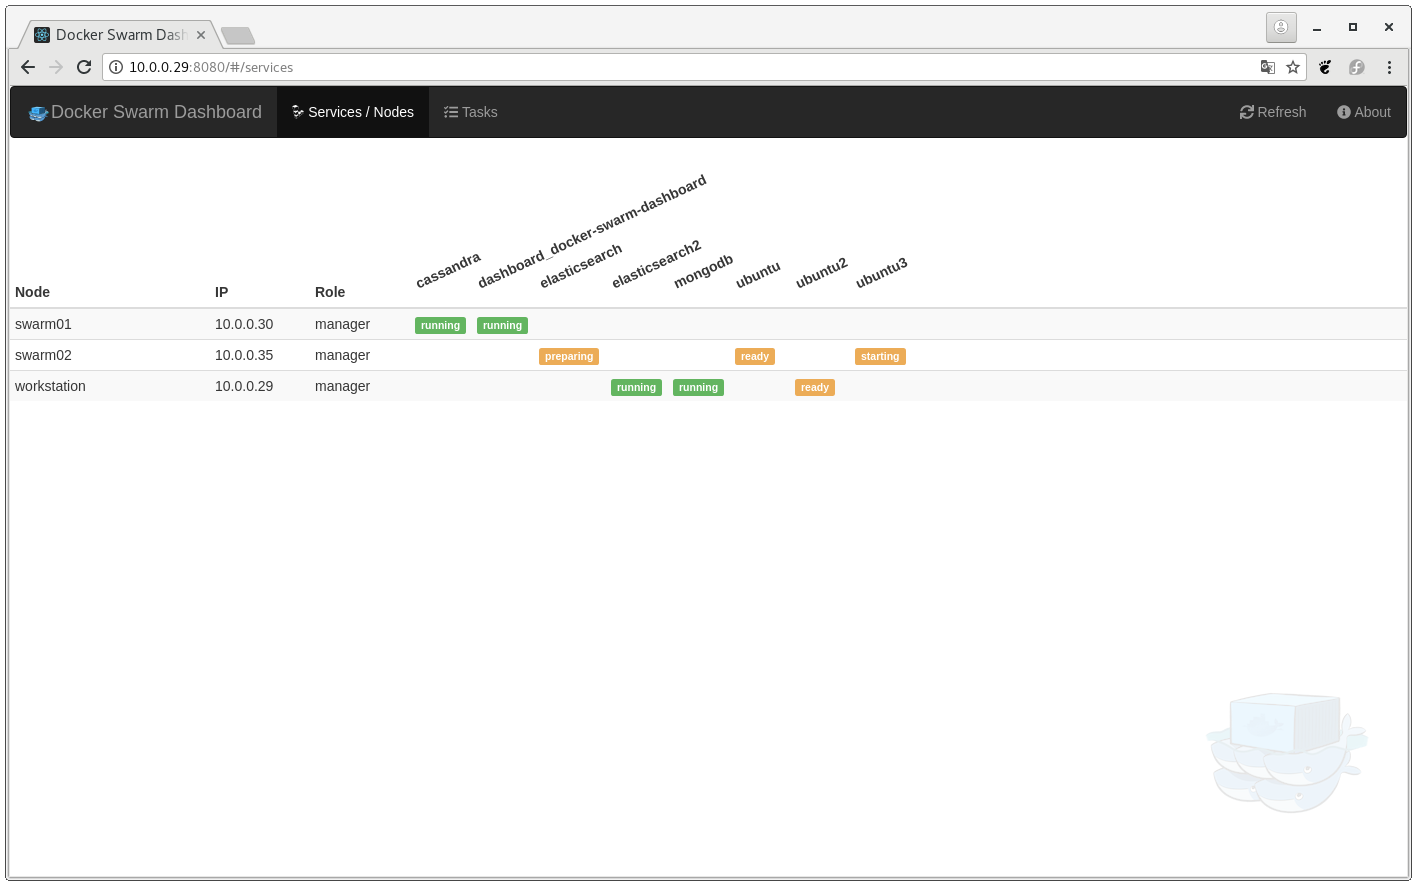 Docker Swarm Dash
10.0.0.29:8080/#/services
Docker Swarm Dashboard Services / Nodes Tasks Refresh About
Node IP Role cassandra dashboard_docker-swarm-dashboard elasticsearch elasticsearch2 mongodb ubuntu ubuntu2 ubuntu3
swarm01 10.0.0.30 manager running running
swarm02 10.0.0.35 manager preparing ready starting
workstation 10.0.0.29 manager running running ready